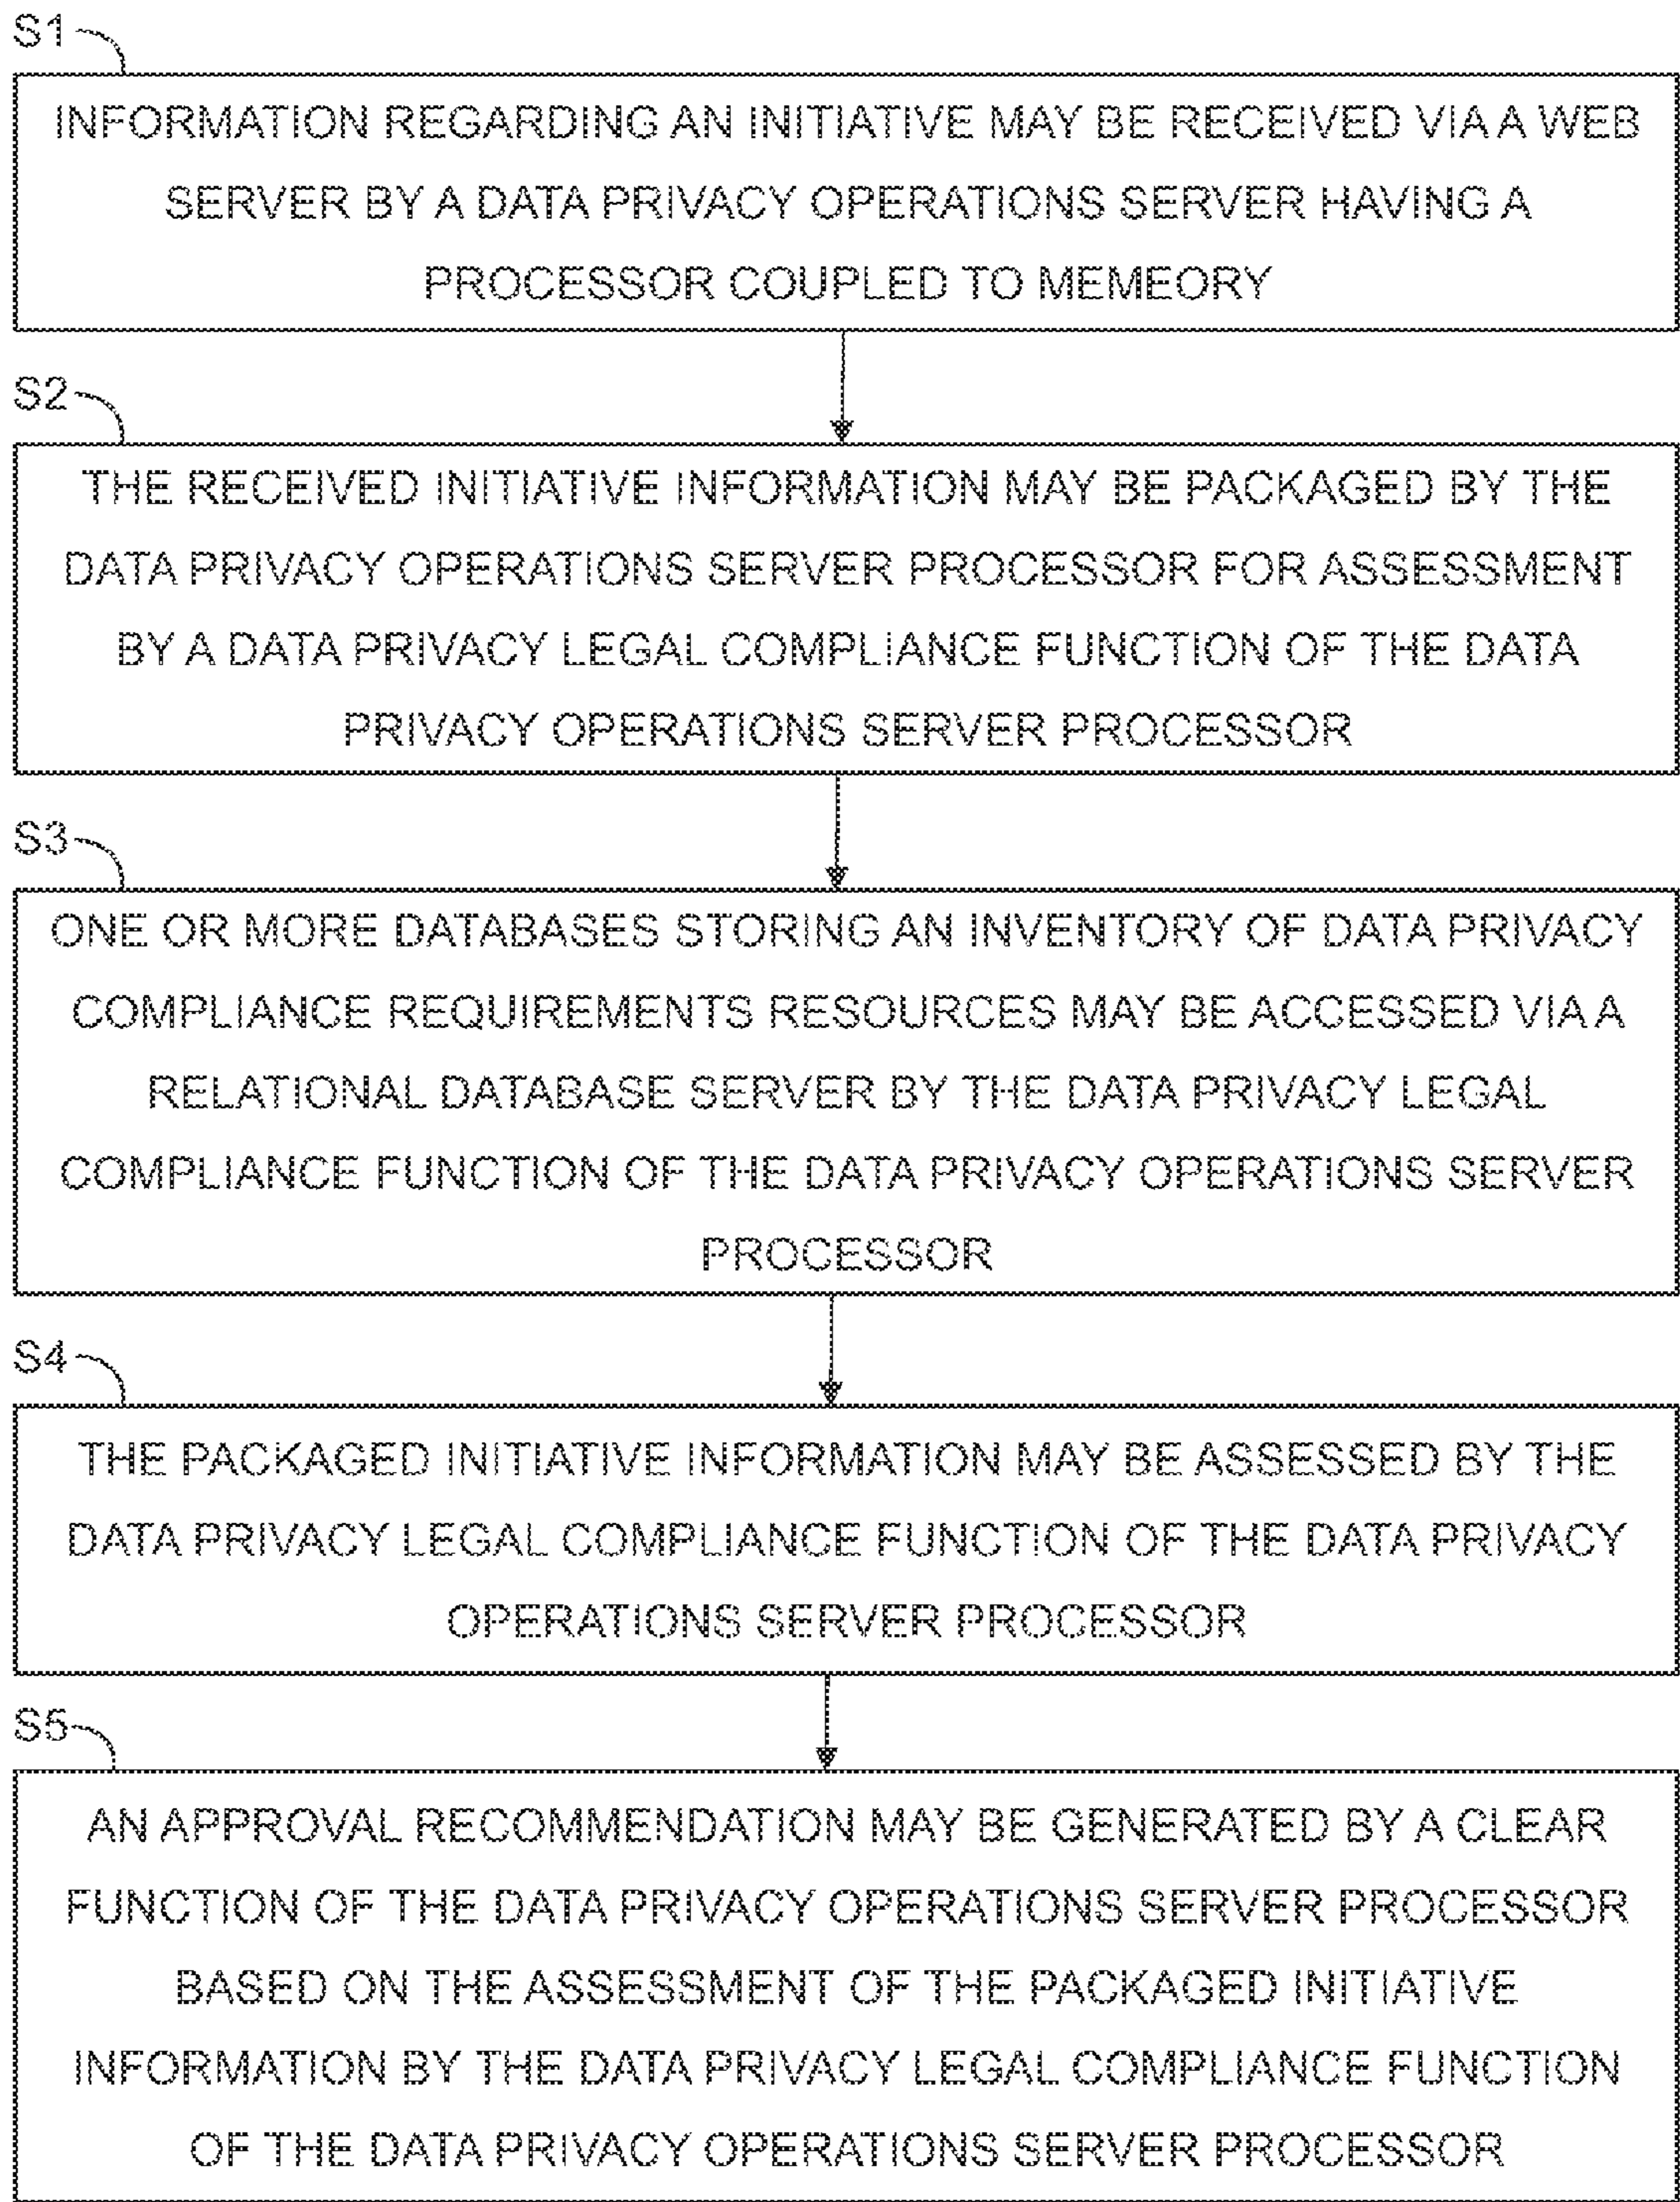 S1
INFORMATION REGARDING AN INITIATIVE MAY BE RECEIVED VIA A WEB
SERVER BY A DATA PRIVACY OPERATIONS SERVER HAVING A
PROCESSOR COUPLED TO MEMEORY
S2
THE RECEIVED INITIATIVE INFORMATION MAY BE PACKAGED BY THE
DATA PRIVACY OPERATIONS SERVER PROCESSOR FOR ASSESSMENT
BY A DATA PRIVACY LEGAL COMPLIANCE FUNCTION OF THE DATA
PRIVACY OPERATIONS SERVER PROCESSOR
S3
ONE OR MORE DATABASES STORING AN INVENTORY OF DATA PRIVACY
COMPLIANCE REQUIREMENTS RESOURCES MAY BE ACCESSED VIA A
RELATIONAL DATABASE SERVER BY THE DATA PRIVACY LEGAL
COMPLIANCE FUNCTION OF THE DATA PRIVACY OPERATIONS SERVER
PROCESSOR
S4
THE PACKAGED INITIATIVE INFORMATION MAY BE ASSESSED BY THE
DATA PRIVACY LEGAL COMPLIANCE FUNCTION OF THE DATA PRIVACY
OPERATIONS SERVER PROCESSOR
S5
AN APPROVAL RECOMMENDATION MAY BE GENERATED BY A CLEAR
FUNCTION OF THE DATA PRIVACY OPERATIONS SERVER PROCESSOR
BASED ON THE ASSESSMENT OF THE PACKAGED INITIATIVE
INFORMATION BY THE DATA PRIVACY LEGAL COMPLIANCE FUNCTION
OF THE DATA PRIVACY OPERATIONS SERVER PROCESSOR